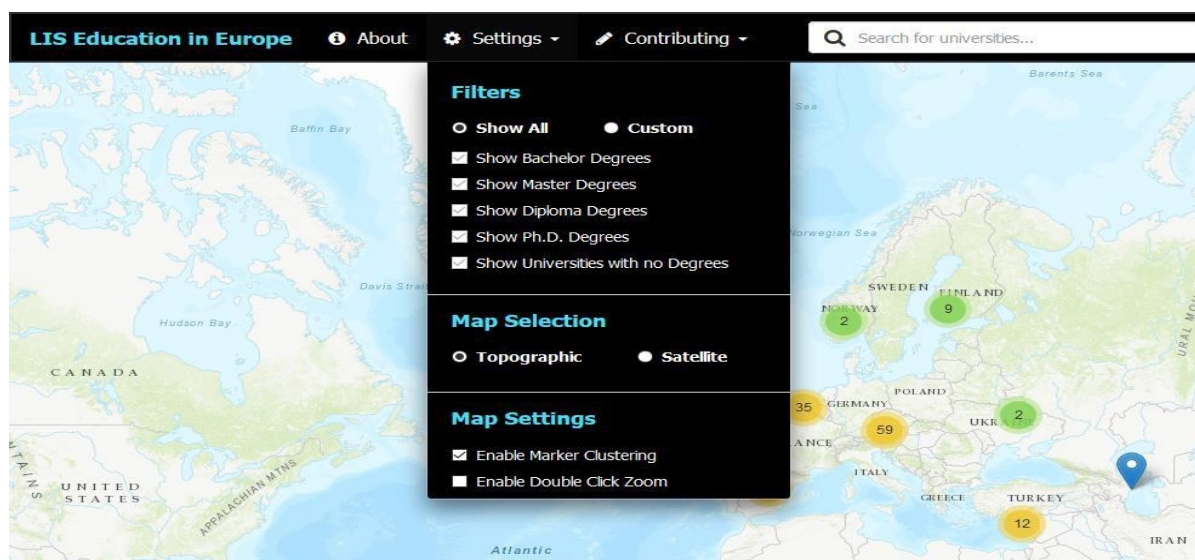 LIS Education in Europe About Settings Contributing Search for universities...
Filters
Show All Custom
Show Bachelor Degrees
Show Master Degrees
Show Diploma Degrees
Show Ph.D. Degrees
Show Universities with no Degrees
Map Selection
Topographic Satellite
Map Settings
Enable Marker Clustering
Enable Double Click Zoom
Barents Sea
Sea
Baffin Bay
Norwegian Sea
Davis Strait
SWEDEN FINLAND
NORWAY
2
9
Hudson Bay
URAL
CANADA
POLAND
35 GERMANY
2
59
ITALY
UNITED
STATES
APPALACHIAN MTNS
GREECE TURKEY
12
IRAN
Atlantic